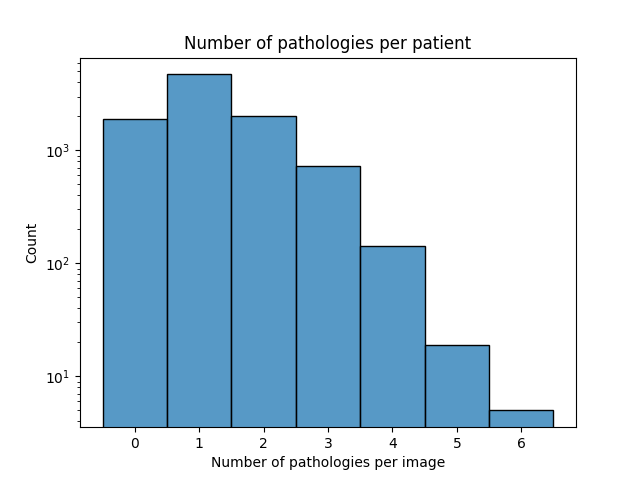 Number of pathologies per patient
Count
10³
10²
10¹
0 1 2 3 4 5 6
Number of pathologies per image